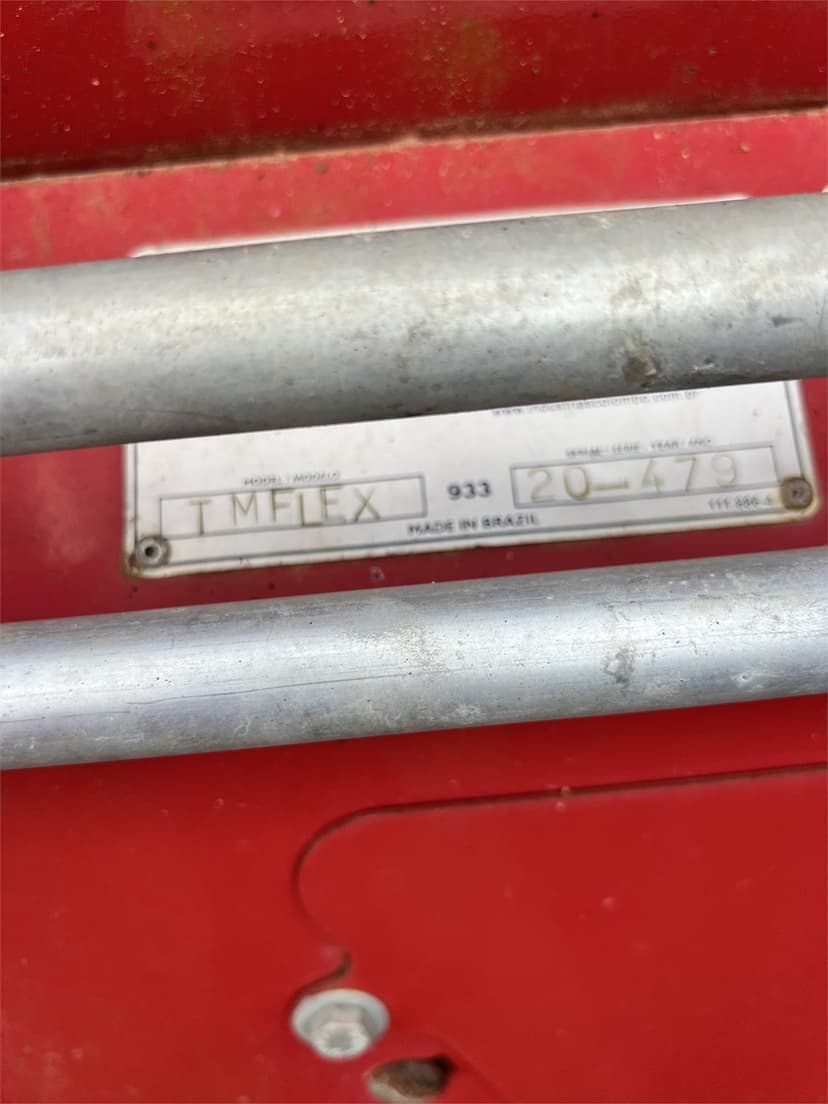 MODEL / MODELO
SERIAL / SERIE, YEAR / ANO
TMFLEX 933 20-479
MADE IN BRAZIL